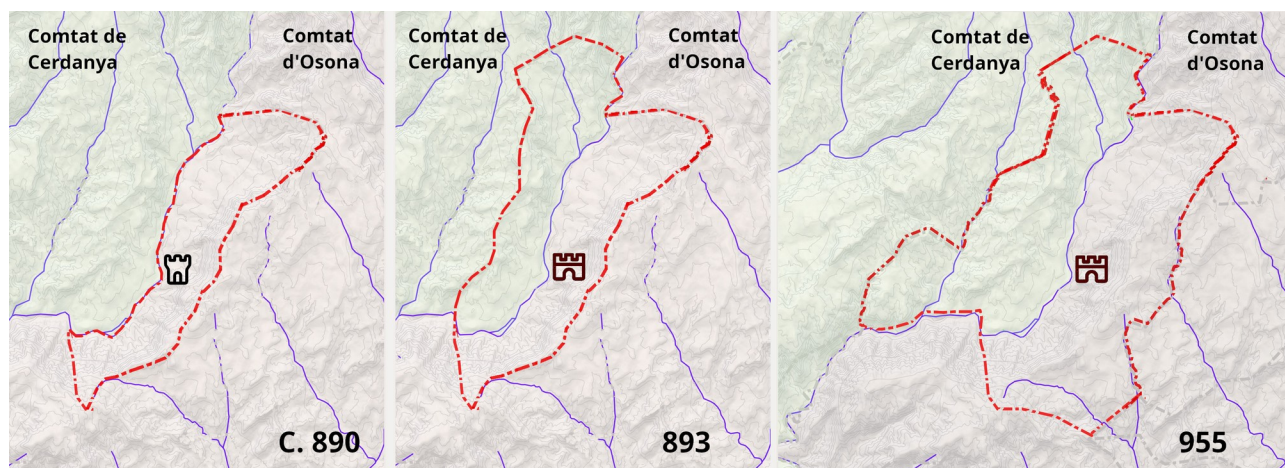 Comtat de
Cerdanya
Comtat
d'Osona
C. 890
Comtat de
Cerdanya
Comtat
d'Osona
893
Comtat de
Cerdanya
Comtat
d'Osona
955